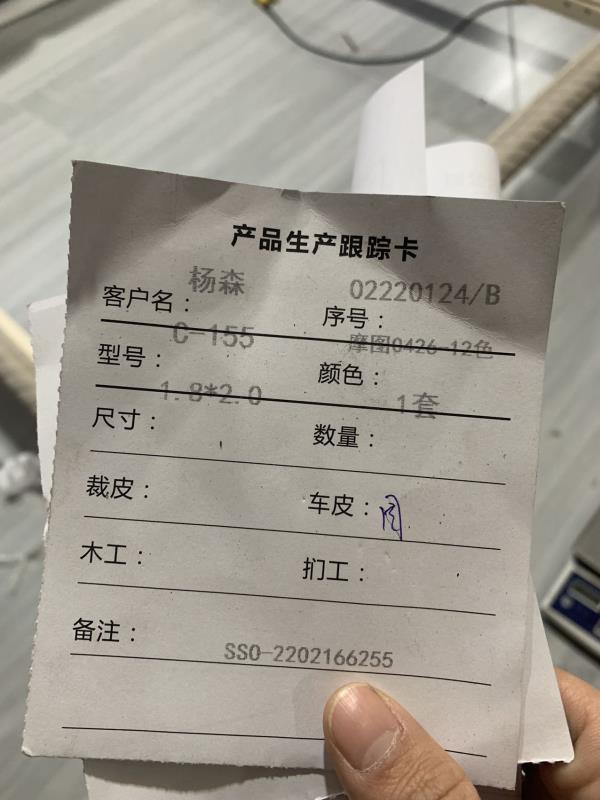 产品生产跟踪卡
客户名：杨森 序号：02220124/B
型号：C-155 颜色：摩图0426-12色
尺寸：1.8*2.0 数量：1套
裁皮： 车皮：
木工： 扪工：
备注：SSO-2202166255